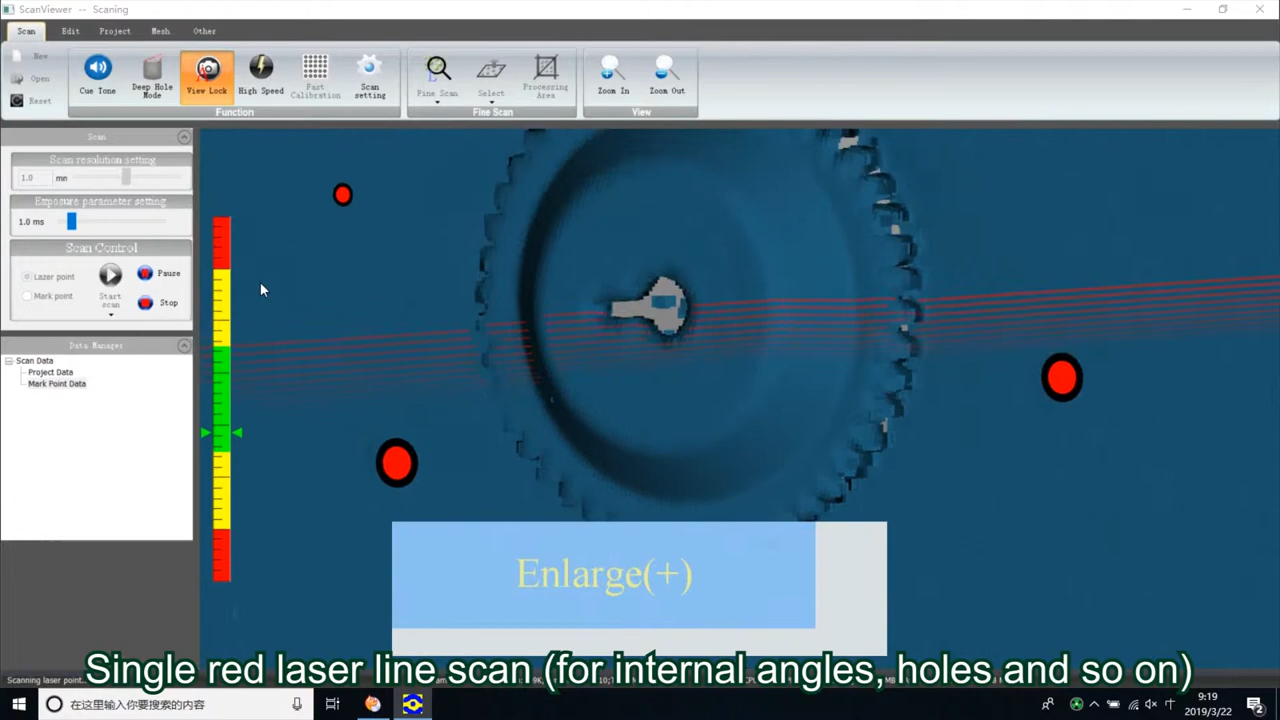 ScanViewer -- Scaning
Scan
Edit
Project
Mesh
Other
New
Open
Reset
Cue Tone
Deep Hole
Mode
View Lock
High Speed
Fast
Calibration
Scan
setting
Function
Fine Scan
Select
Processing
Area
Fine Scan
Zoom In
Zoom Out
View
Scan
Scan resolution setting
1.0 mm
Exposure parameter setting
1.0 ms
Scan Control
Lazer point
Mark point
Start
scan
Pause
Stop
Data Manager
Scan Data
Project Data
Mark Point Data
Enlarge(+)
Single red laser line scan (for internal angles, holes and so on)
Scanning laser point...
在这里输入你要搜索的内容
9:19
2019/3/22
2